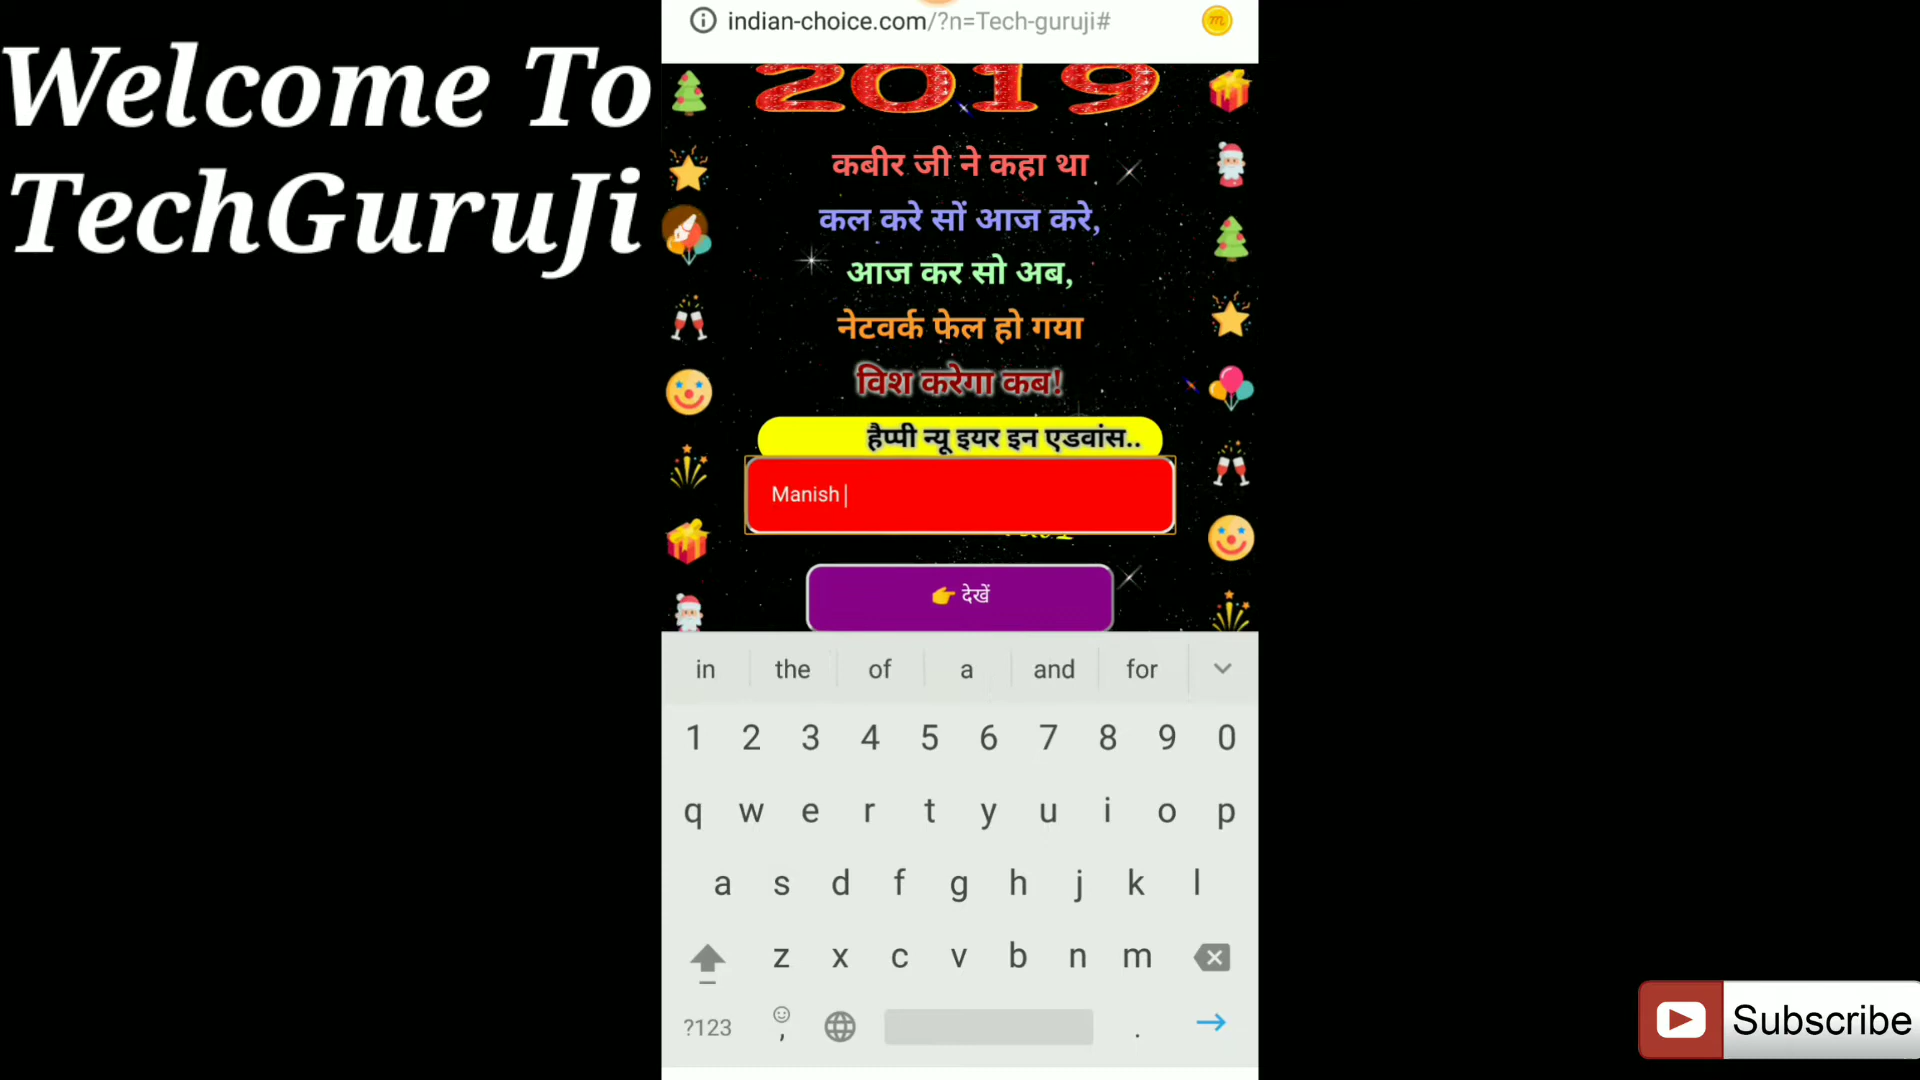 Welcome To
TechGuruJi
indian-choice.com/?n=Tech-guruji#
2019
कबीर जी ने कहा था
कल करे सों आज करे,
आज कर सो अब,
नेटवर्क फेल हो गया
विश करेगा कब!
हैप्पी न्यू इयर इन एडवांस..
Manish
👉 देखें
in the of a and for
1 2 3 4 5 6 7 8 9 0
q w e r t y u i o p
a s d f g h j k l
z x c v b n m
?123 , .
Subscribe